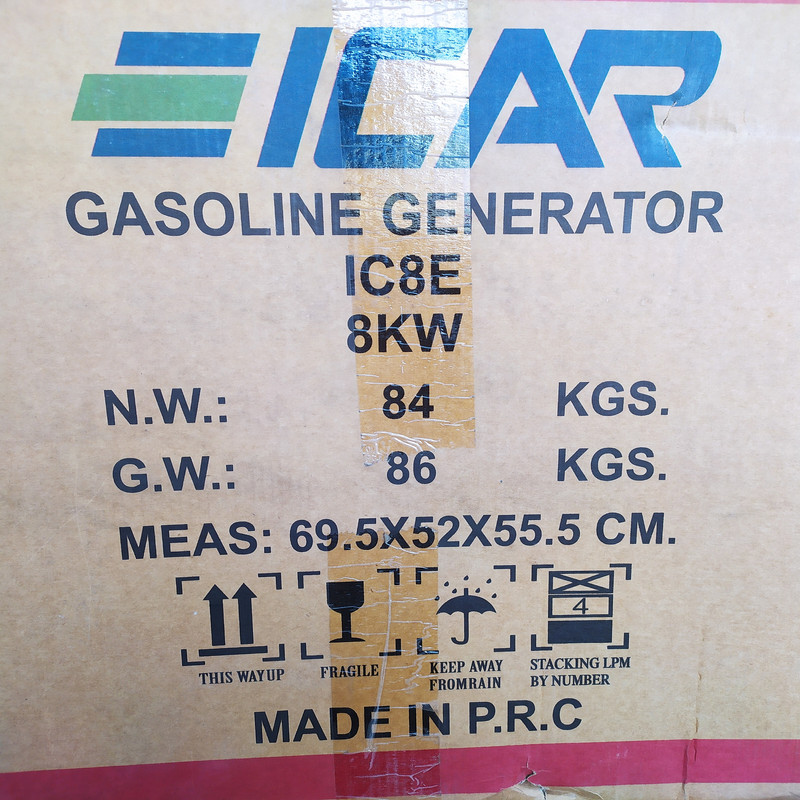 ICAR
GASOLINE GENERATOR
IC8E
8KW
N.W.: 84 KGS.
G.W.: 86 KGS.
MEAS: 69.5X52X55.5 CM.
4
THIS WAY UP
FRAGILE
KEEP AWAY
FROMRAIN
STACKING LPM
BY NUMBER
MADE IN P.R.C